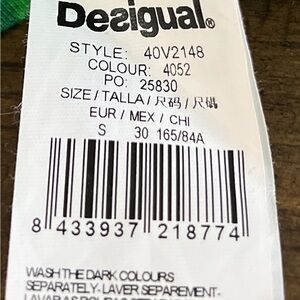 Desigual®
STYLE: 40V2148
COLOUR: 4052
PO: 25830
SIZE / TALLA / 尺码 / 尺碼
EUR / MEX / CHI
S 30 165/84A
8 433937 218774
WASH THE DARK COLOURS
SEPARATELY-LAVER SEPAREMENT-